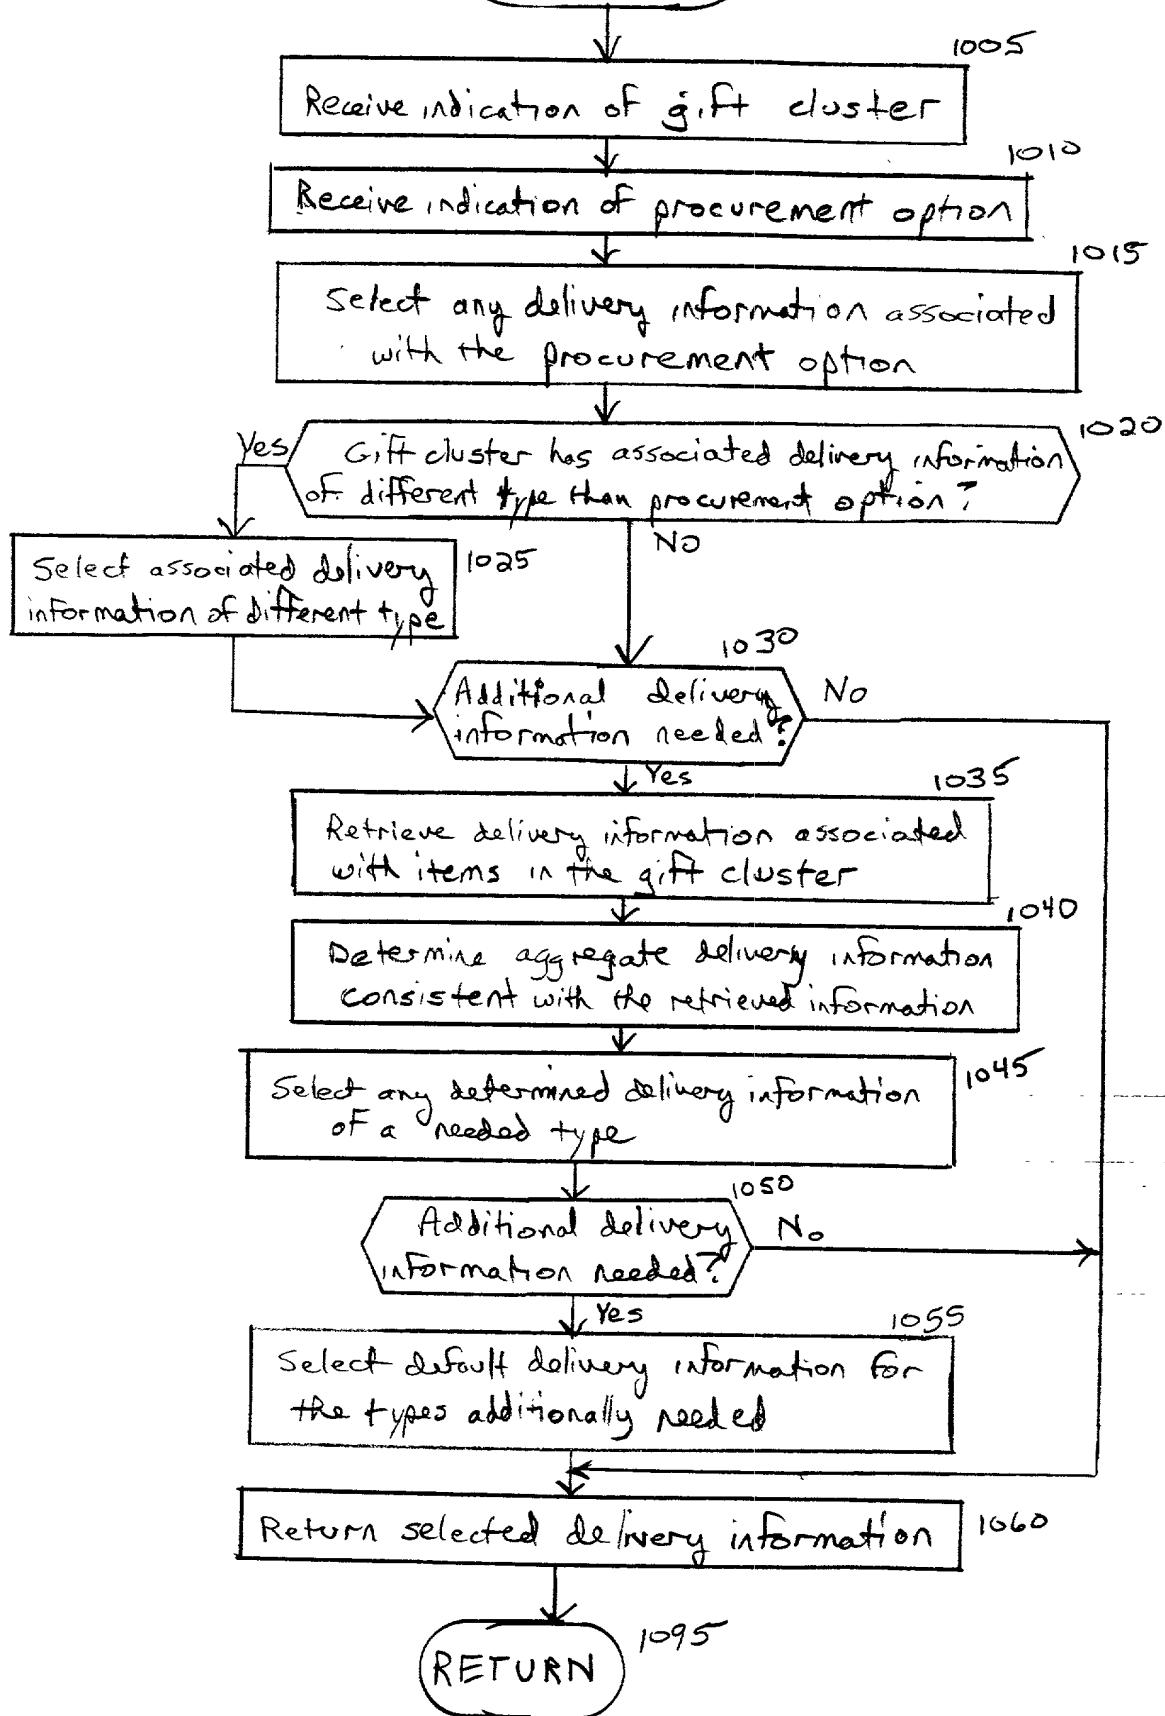 1005
Receive indication of gift cluster
1010
Receive indication of procurement option
1015
Select any delivery information associated
with the procurement option
1020
Yes
Gift cluster has associated delivery information
of different type than procurement option?
No
1025
Select associated delivery
information of different type
1030
Additional delivery
information needed?
No
Yes
1035
Retrieve delivery information associated
with items in the gift cluster
1040
Determine aggregate delivery information
consistent with the retrieved information
1045
Select any determined delivery information
of a needed type
1050
Additional delivery
information needed?
No
Yes
1055
Select default delivery information for
the types additionally needed
Return selected delivery information
1060
1095
RETURN